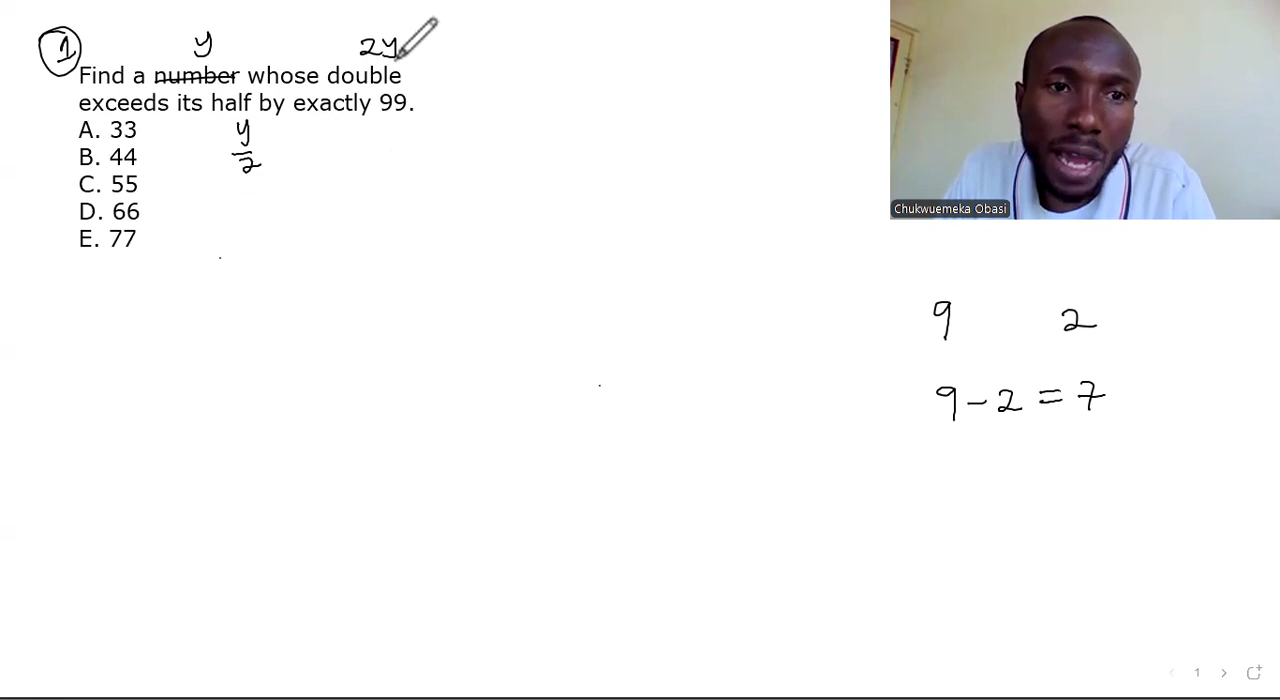 1 y 2y
Find a number whose double
exceeds its half by exactly 99.
A. 33
y/2
B. 44
C. 55
D. 66
E. 77
Chukwuemeka Obasi
9 2
9 - 2 = 7
1